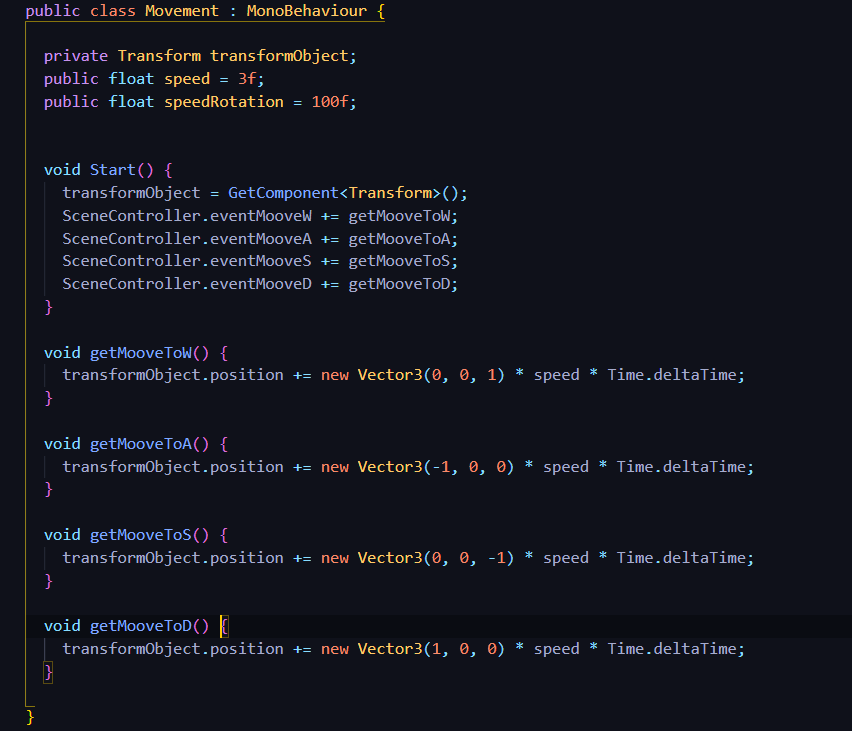 public class Movement : MonoBehaviour {
private Transform transformObject;
public float speed = 3f;
public float speedRotation = 100f;
void Start() {
transformObject = GetComponent<Transform>();
SceneController.eventMooveW += getMooveToW;
SceneController.eventMooveA += getMooveToA;
SceneController.eventMooveS += getMooveToS;
SceneController.eventMooveD += getMooveToD;
}
void getMooveToW() {
transformObject.position += new Vector3(0, 0, 1) * speed * Time.deltaTime;
}
void getMooveToA() {
transformObject.position += new Vector3(-1, 0, 0) * speed * Time.deltaTime;
}
void getMooveToS() {
transformObject.position += new Vector3(0, 0, -1) * speed * Time.deltaTime;
}
void getMooveToD() {
transformObject.position += new Vector3(1, 0, 0) * speed * Time.deltaTime;
}
}